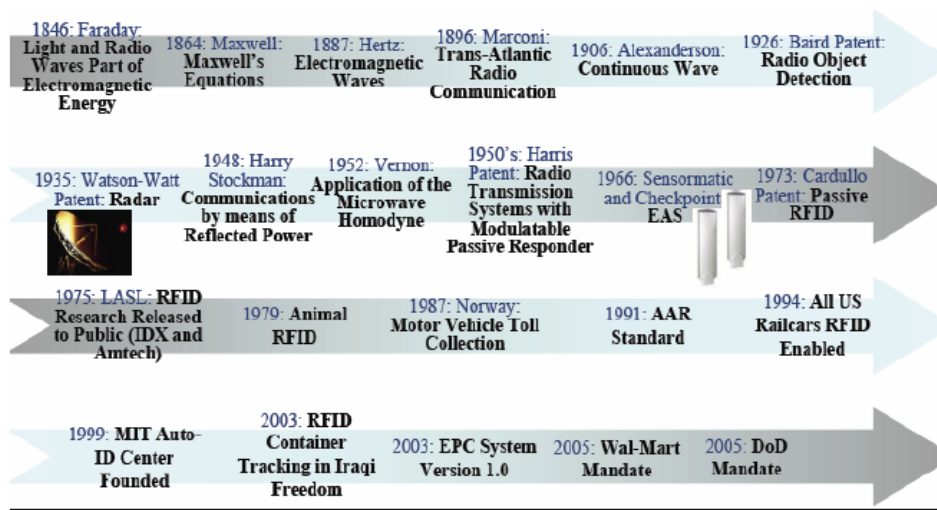 1846: Faraday:
Light and Radio
Waves Part of
Electromagnetic
Energy
1864: Maxwell:
Maxwell's
Equations
1887: Hertz:
Electromagnetic
Waves
1896: Marconi:
Trans-Atlantic
Radio
Communication
1906: Alexanderson:
Continuous Wave
1926: Baird Patent:
Radio Object
Detection
1935: Watson-Watt
Patent: Radar
1948: Harry
Stockman:
Communications
by means of
Reflected Power
1952: Vernon:
Application of the
Microwave
Homodyne
1950's: Harris
Patent: Radio
Transmission
Systems with
Modulatable
Passive Responder
1966: Sensormatic
and Checkpoint
EAS
1973: Cardullo
Patent: Passive
RFID
1975: LASL: RFID
Research Released
to Public (IDX and
Amtech)
1979: Animal
RFID
1987: Norway:
Motor Vehicle Toll
Collection
1991: AAR
Standard
1994: All US
Railcars RFID
Enabled
1999: MIT Auto-
ID Center
Founded
2003: RFID
Container
Tracking in Iraqi
Freedom
2003: EPC System
Version 1.0
2005: Wal-Mart
Mandate
2005: DoD
Mandate